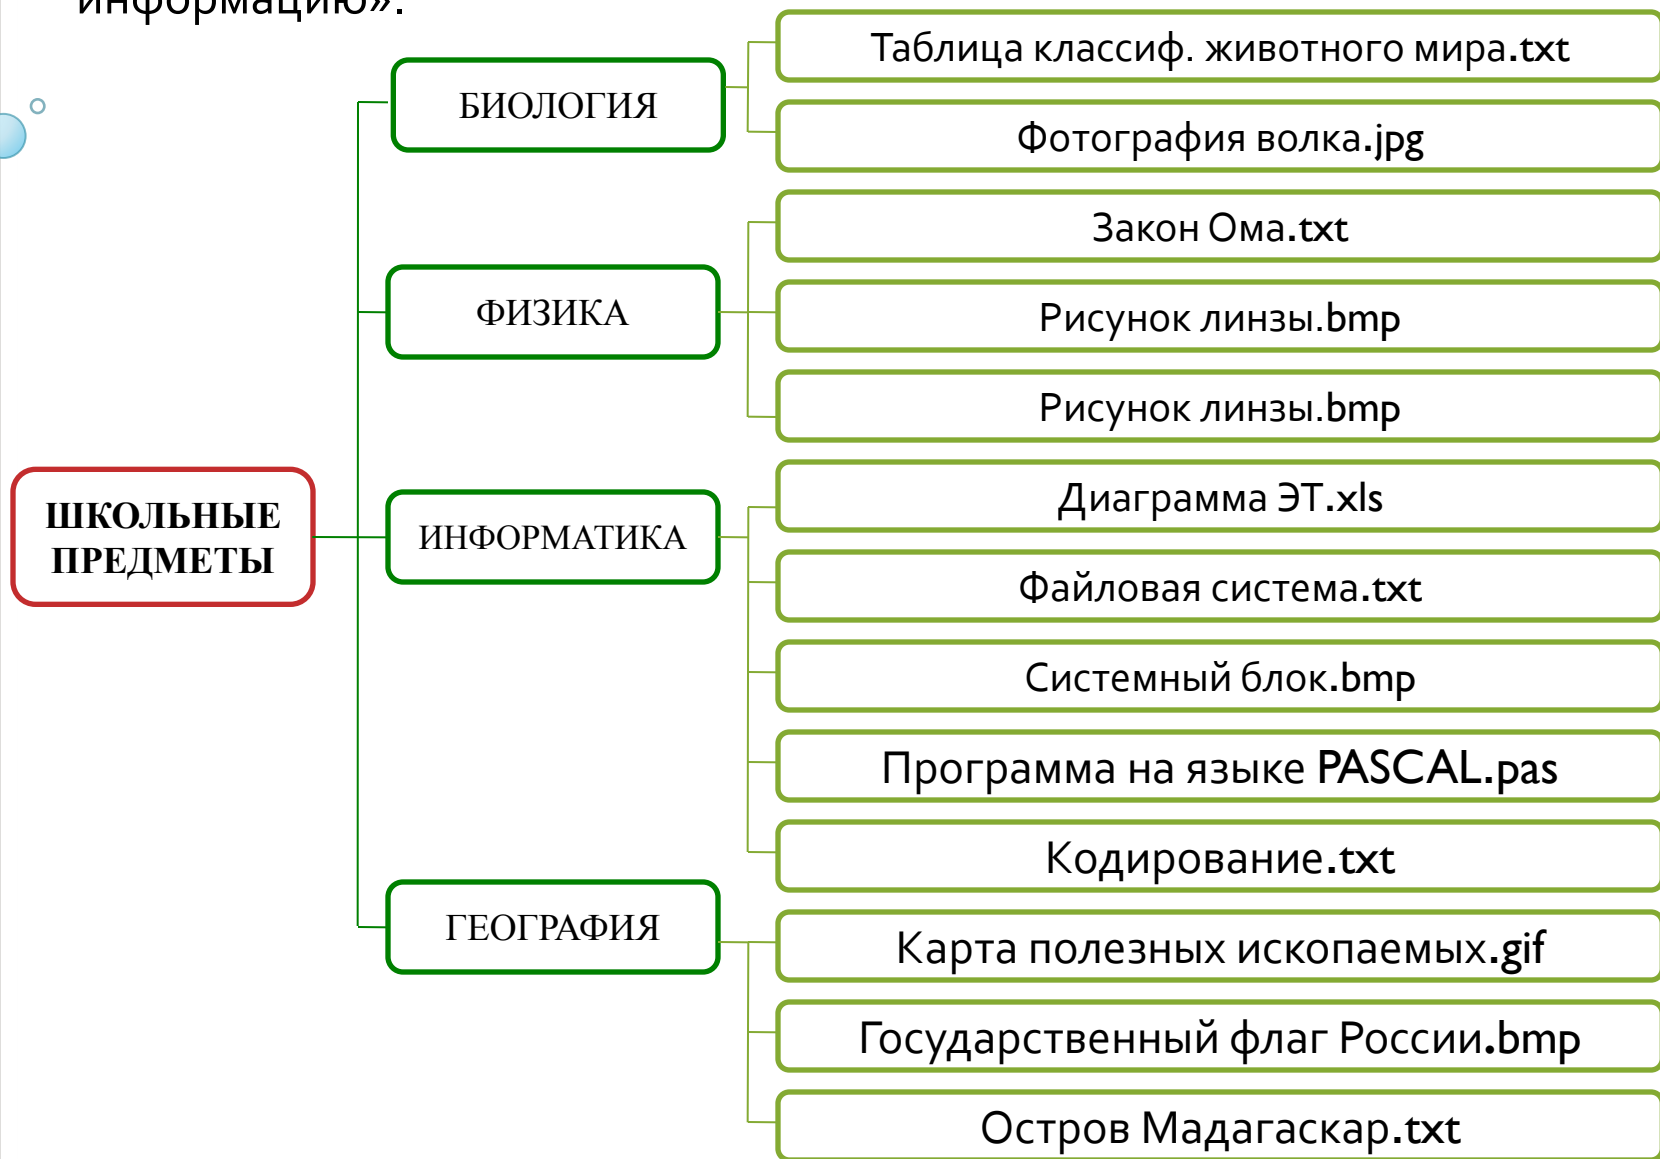 информацию».
ШКОЛЬНЫЕ
ПРЕДМЕТЫ
БИОЛОГИЯ
Таблица классиф. животного мира.txt
Фотография волка.jpg
ФИЗИКА
Закон Ома.txt
Рисунок линзы.bmp
Рисунок линзы.bmp
ИНФОРМАТИКА
Диаграмма ЭТ.xls
Файловая система.txt
Системный блок.bmp
Программа на языке PASCAL.pas
Кодирование.txt
ГЕОГРАФИЯ
Карта полезных ископаемых.gif
Государственный флаг России.bmp
Остров Мадагаскар.txt